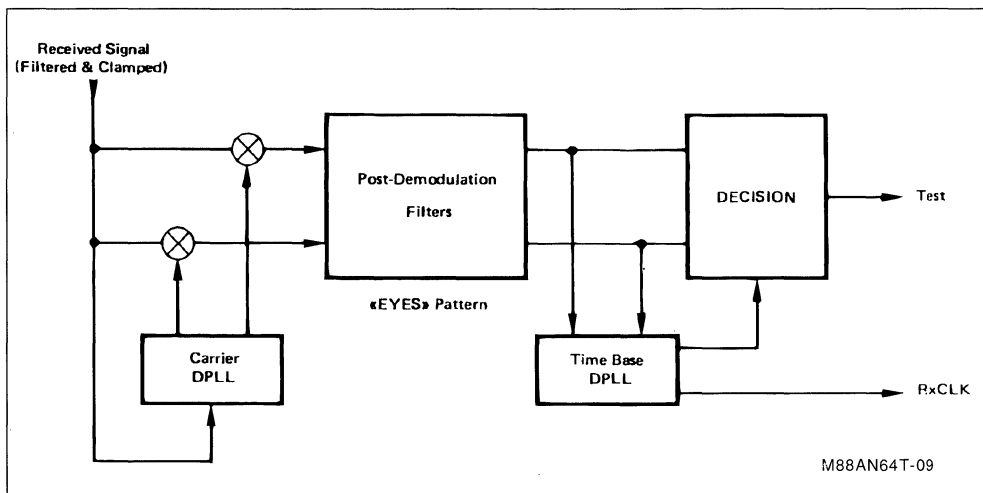 Received Signal
(Filtered & Clamped)
Post-Demodulation
Filters
DECISION
Test
«EYES» Pattern
Carrier
DPLL
Time Base
DPLL
RxCLK
M88AN64T-09